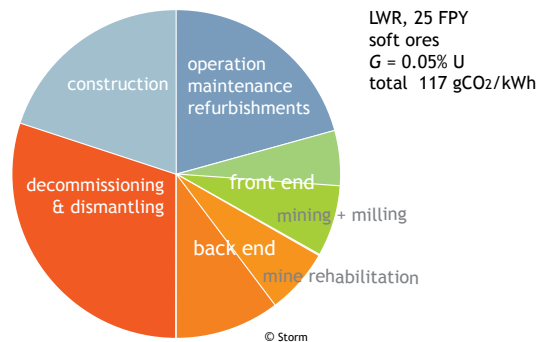 LWR, 25 FPY
soft ores
G = 0.05% U
total 117 gCO2/kWh
construction
operation
maintenance
refurbishments
front end
mining + milling
decommissioning
& dismantling
back end
mine rehabilitation
© Storm